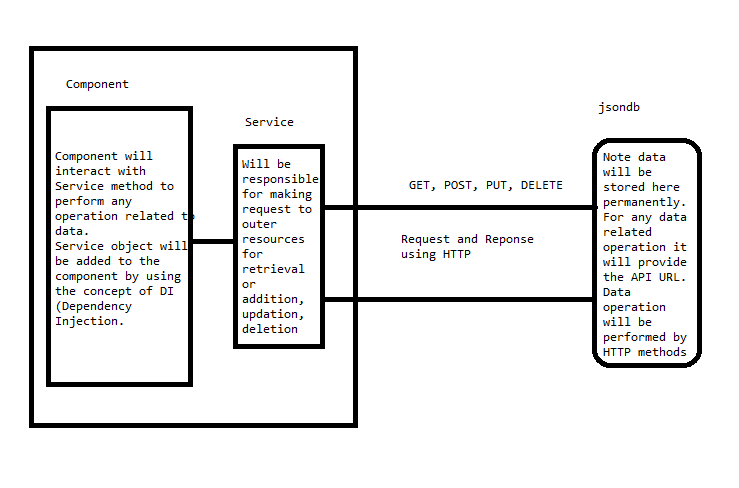 Component
Component will
interact with
Service method to
perform any
operation related to
data.
Service object will
be added to the
component by using
the concept of DI
(Dependency
Injection.
Service
Will be
responsible
for making
request to
outer
resources
for
retrieval
or
addition,
updation,
deletion
GET, POST, PUT, DELETE
Request and Reponse
using HTTP
jsondb
Note data
will be
stored here
permanently.
For any data
related
operation it
will provide
the API URL.
Data
operation
will be
performed by
HTTP methods